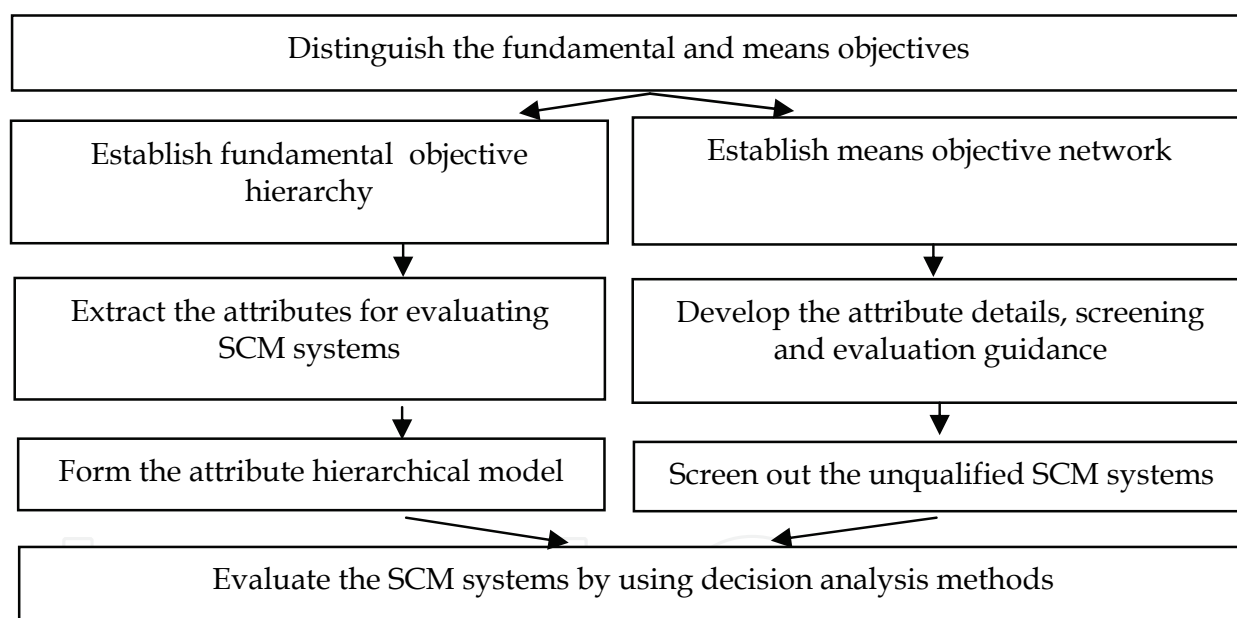 Distinguish the fundamental and means objectives
Establish fundamental objective
hierarchy
Establish means objective network
Extract the attributes for evaluating
SCM systems
Develop the attribute details, screening
and evaluation guidance
Form the attribute hierarchical model
Screen out the unqualified SCM systems
Evaluate the SCM systems by using decision analysis methods